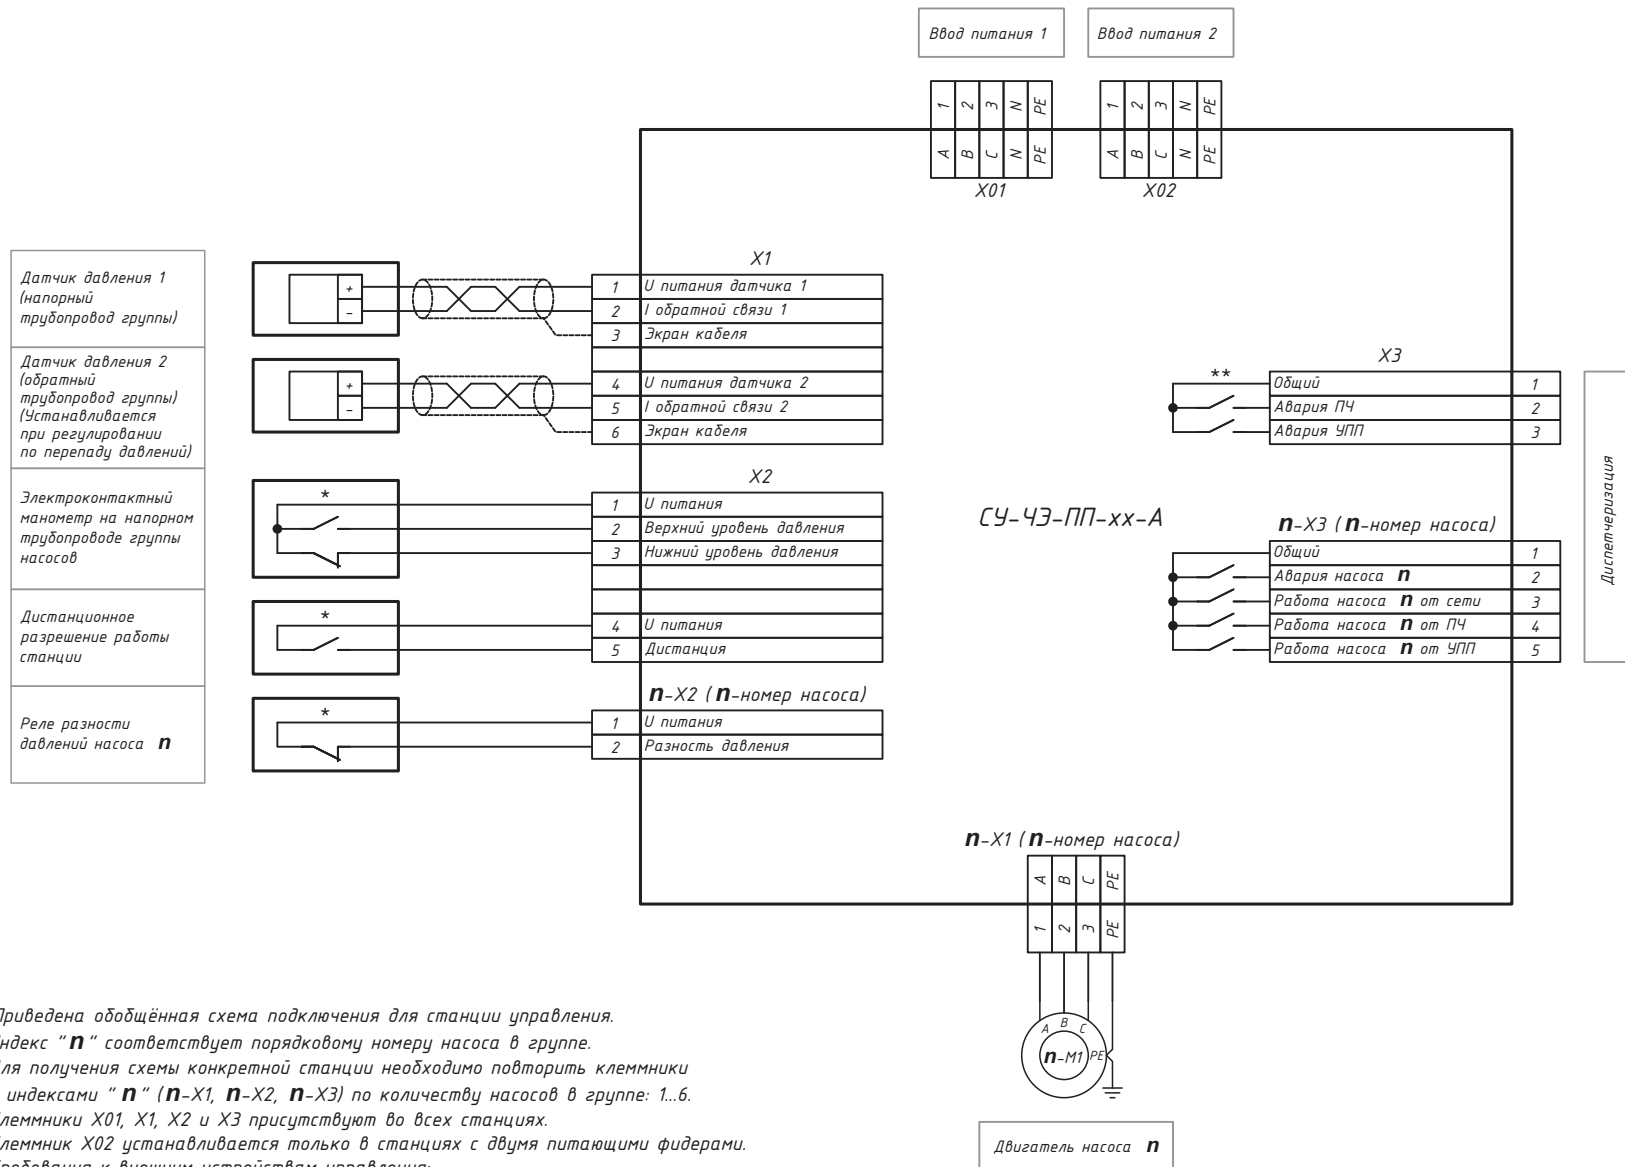 Ввод питания 1
Ввод питания 2
1 2 3 N PE
A B C N PE
X01
1 2 3 N PE
A B C N PE
X02
Датчик давления 1
(напорный
трубопровод группы)
Датчик давления 2
(обратный
трубопровод группы)
(Устанавливается
при регулировании
по перепаду давлений)
Электроконтактный
манометр на напорном
трубопроводе группы
насосов
Дистанционное
разрешение работы
станции
Реле разности
давлений насоса n
+
-
+
-
*
*
*
X1
1 U питания датчика 1
2 I обратной связи 1
3 Экран кабеля
4 U питания датчика 2
5 I обратной связи 2
6 Экран кабеля
X2
1 U питания
2 Верхний уровень давления
3 Нижний уровень давления
4 U питания
5 Дистанция
n-X2 (n-номер насоса)
1 U питания
2 Разность давления
СУ-ЧЭ-ПП-xx-А
X3
**
Общий 1
Авария ПЧ 2
Авария УПП 3
n-X3 (n-номер насоса)
Общий 1
Авария насоса n 2
Работа насоса n от сети 3
Работа насоса n от ПЧ 4
Работа насоса n от УПП 5
Диспетчеризация
n-X1 (n-номер насоса)
A B C PE
1 2 3 PE
A B C
n-M1 PE
Двигатель насоса n
Приведена обобщённая схема подключения для станции управления.
ндекс "n" соответствует порядковому номеру насоса в группе.
ля получения схемы конкретной станции необходимо повторить клеммники
индексами "n" (n-X1, n-X2, n-X3) по количеству насосов в группе: 1...6.
леммники X01, X1, X2 и X3 присутствуют во всех станциях.
леммник X02 устанавливается только в станциях с двумя питающими фидерами.
ребования к внешним устройствам управления: